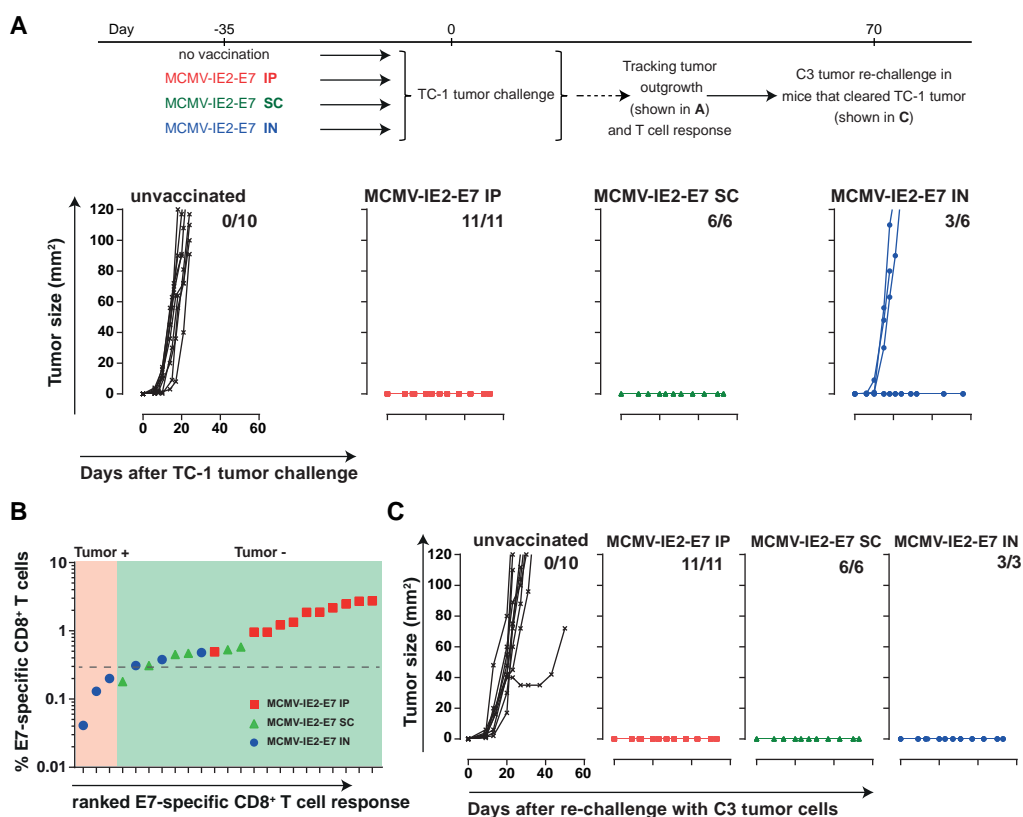 A
Day -35 0 70
no vaccination
MCMV-IE2-E7 IP
MCMV-IE2-E7 SC
MCMV-IE2-E7 IN
TC-1 tumor challenge
Tracking tumor
outgrowth
(shown in A)
and T cell response
C3 tumor re-challenge in
mice that cleared TC-1 tumor
(shown in C)
unvaccinated
0/10
MCMV-IE2-E7 IP
11/11
MCMV-IE2-E7 SC
6/6
MCMV-IE2-E7 IN
3/6
Tumor size (mm²)
120
100
80
60
40
20
0
0 20 40 60
Days after TC-1 tumor challenge
B
Tumor + Tumor -
% E7-specific CD8⁺ T cells
10
1
0.1
0.01
MCMV-IE2-E7 IP
MCMV-IE2-E7 SC
MCMV-IE2-E7 IN
ranked E7-specific CD8⁺ T cell response
C
unvaccinated
0/10
MCMV-IE2-E7 IP
11/11
MCMV-IE2-E7 SC
6/6
MCMV-IE2-E7 IN
3/3
Tumor size (mm²)
120
100
80
60
40
20
0
0 20 40 60
Days after re-challenge with C3 tumor cells